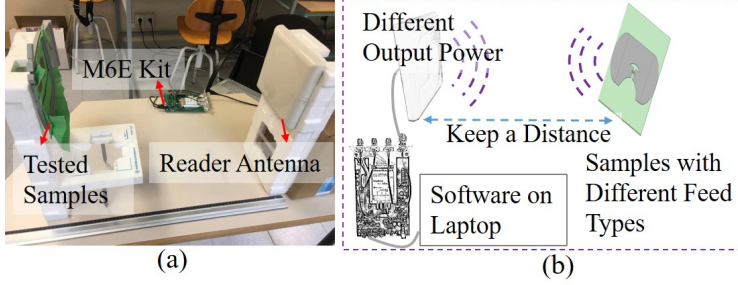 M6E Kit
Tested
Samples
Reader Antenna
(a)
Different
Output Power
Keep a Distance
Software on
Laptop
Samples with
Different Feed
Types
(b)